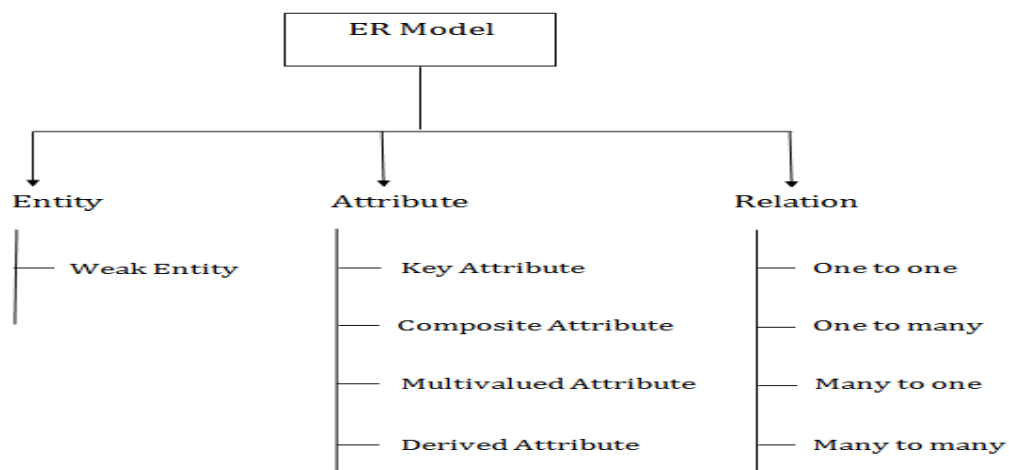 ER Model
Entity
Attribute
Relation
Weak Entity
Key Attribute
One to one
Composite Attribute
One to many
Multivalued Attribute
Many to one
Derived Attribute
Many to many